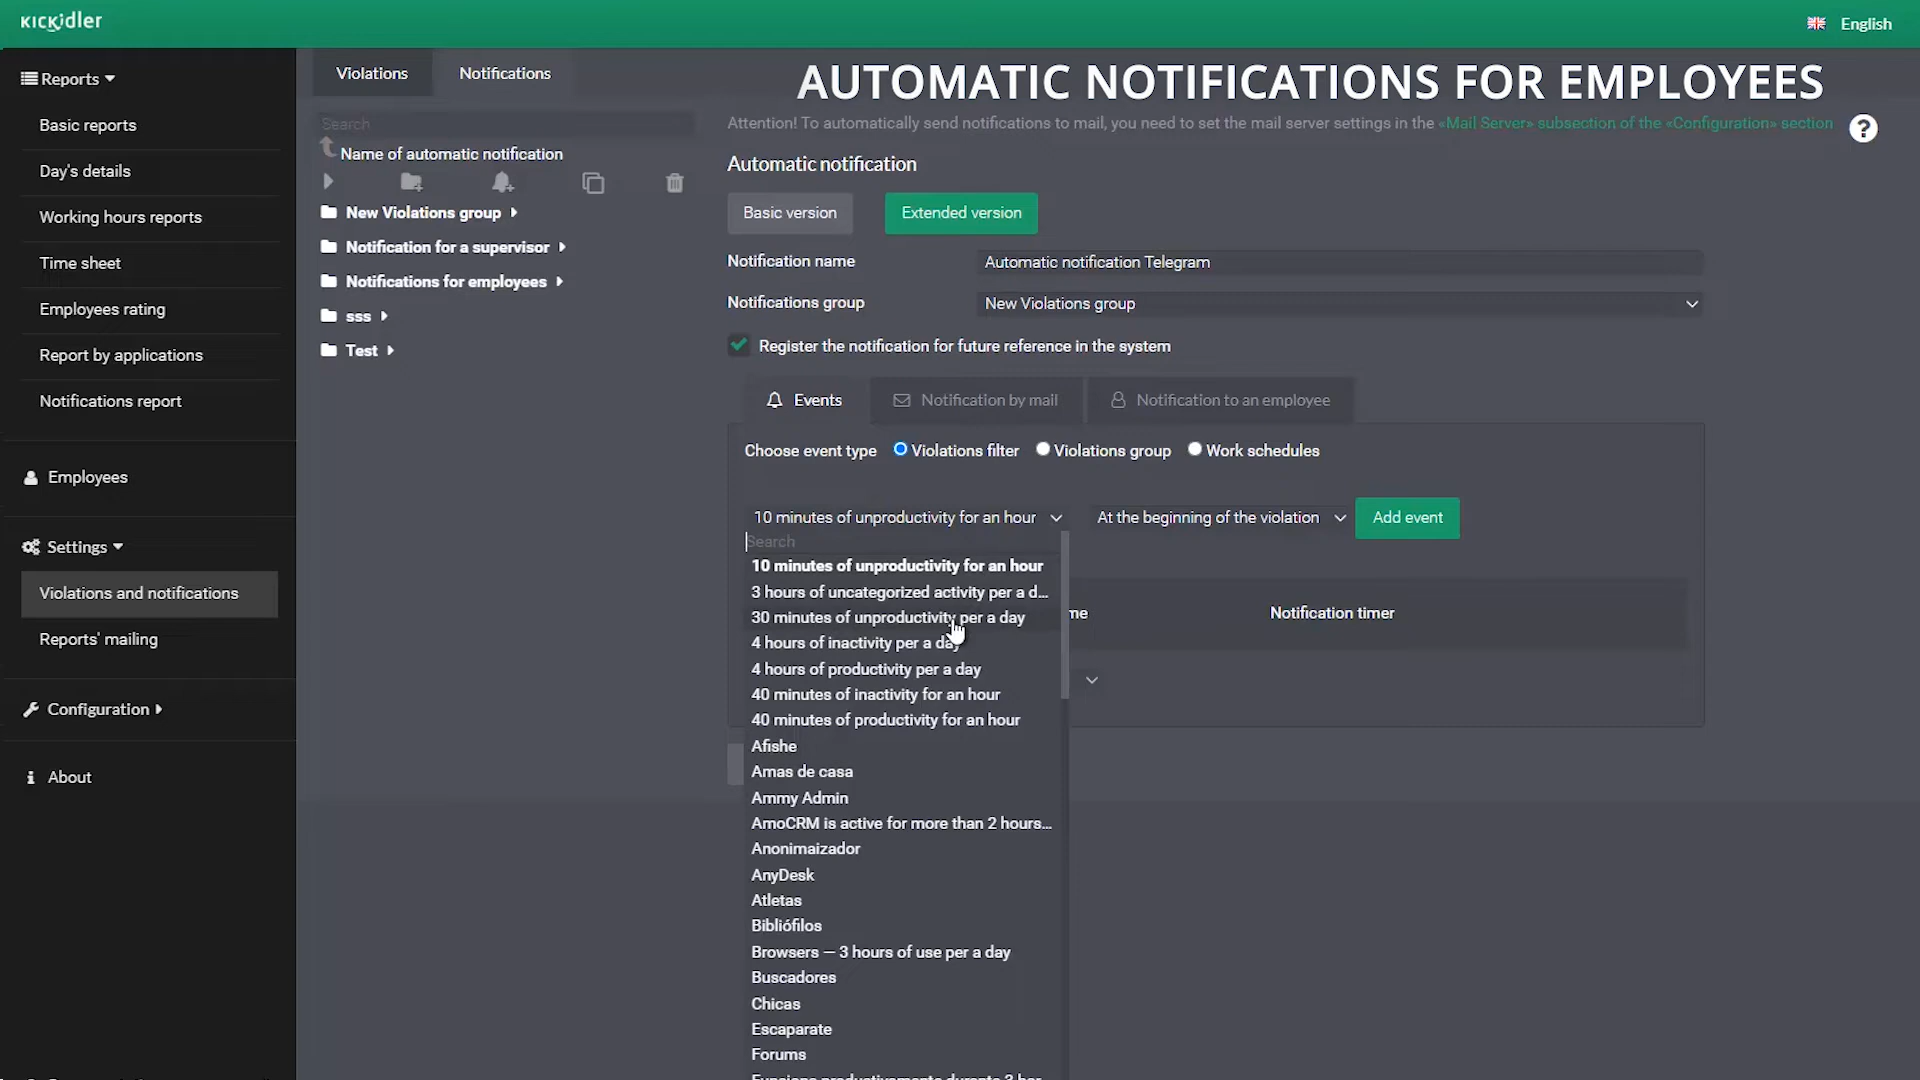 KICKidler
English
Reports
Basic reports
Day's details
Working hours reports
Time sheet
Employees rating
Report by applications
Notifications report
Employees
Settings
Violations and notifications
Reports' mailing
Configuration
About
Violations
Notifications
Search
Name of automatic notification
New Violations group
Notification for a supervisor
Notifications for employees
sss
Test
AUTOMATIC NOTIFICATIONS FOR EMPLOYEES
Attention! To automatically send notifications to mail, you need to set the mail server settings in the «Mail Server» subsection of the «Configuration» section
?
Automatic notification
Basic version
Extended version
Notification name
Automatic notification Telegram
Notifications group
New Violations group
Register the notification for future reference in the system
Events
Notification by mail
Notification to an employee
Choose event type
Violations filter
Violations group
Work schedules
10 minutes of unproductivity for an hour
At the beginning of the violation
Add event
Search
10 minutes of unproductivity for an hour
3 hours of uncategorized activity per a d...
30 minutes of unproductivity per a day
4 hours of inactivity per a day
4 hours of productivity per a day
40 minutes of inactivity for an hour
40 minutes of productivity for an hour
Afishe
Amas de casa
Ammy Admin
AmoCRM is active for more than 2 hours...
Anonimaizador
AnyDesk
Atletas
Bibliófilos
Browsers — 3 hours of use per a day
Buscadores
Chicas
Escaparate
Forums
me
Notification timer